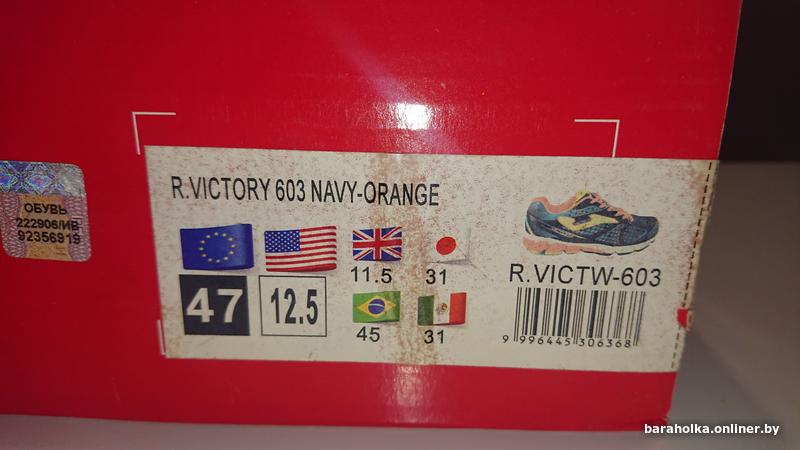 R.VICTORY 603 NAVY-ORANGE
ОБУВЬ
222906/ИВ
92356919
11.5
31
47
12.5
45
31
R.VICTW-603
9 996445 306368
baraholka.onliner.by